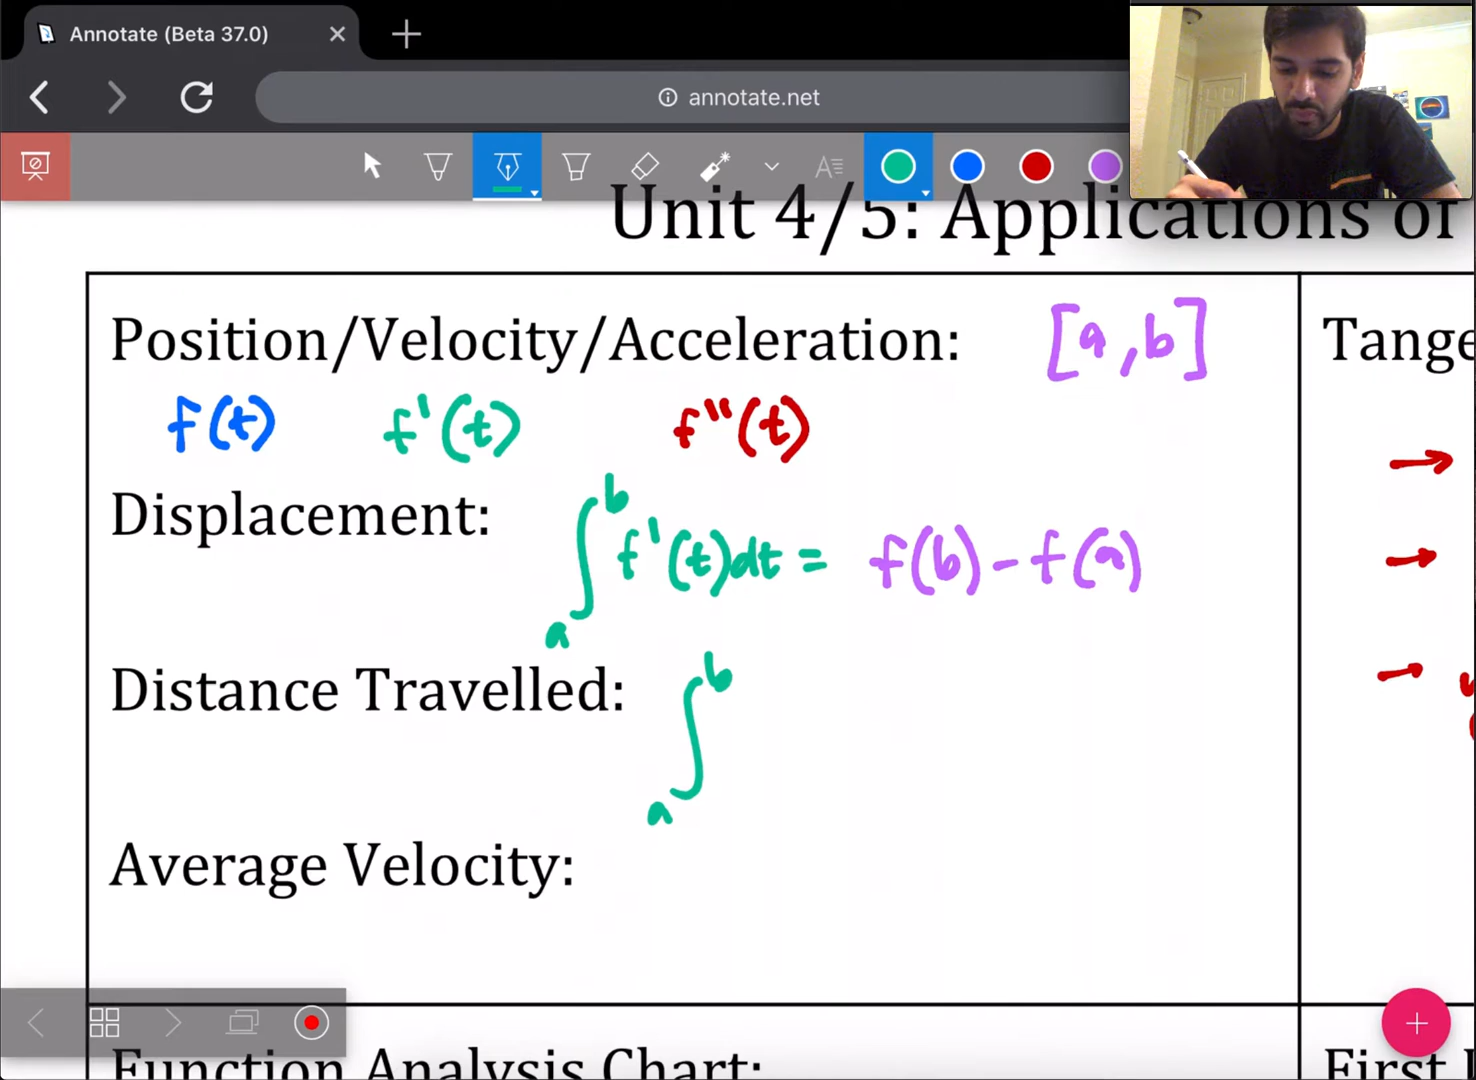 Annotate (Beta 37.0)
annotate.net
Unit 4/5: Applications of
Position/Velocity/Acceleration: [a,b]
f(t) f'(t) f''(t)
Displacement: ∫ₐᵇ f'(t)dt = f(b)-f(a)
Distance Travelled: ∫ₐᵇ
Average Velocity:
Function Analysis Chart:
Tange
First